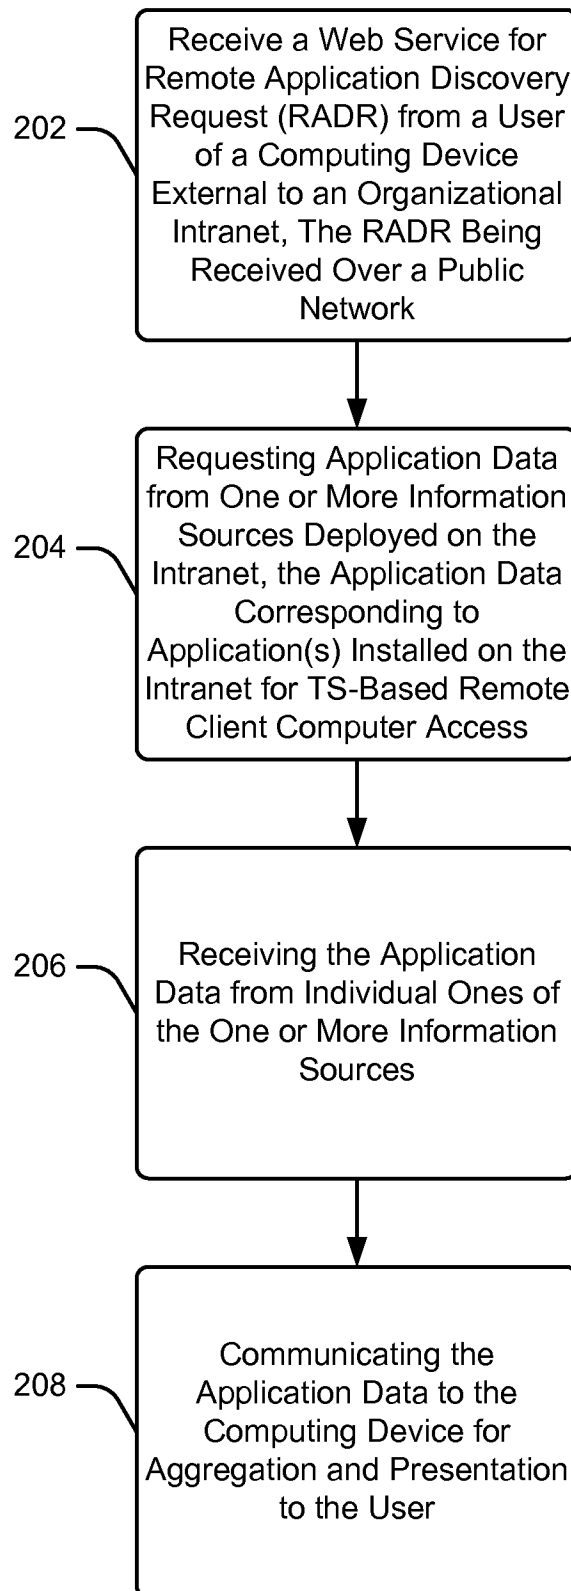 Receive a Web Service for
Remote Application Discovery
Request (RADR) from a User
of a Computing Device
External to an Organizational
Intranet, The RADR Being
Received Over a Public
Network
202
Requesting Application Data
from One or More Information
Sources Deployed on the
Intranet, the Application Data
Corresponding to
Application(s) Installed on the
Intranet for TS-Based Remote
Client Computer Access
204
Receiving the Application
Data from Individual Ones of
the One or More Information
Sources
206
Communicating the
Application Data to the
Computing Device for
Aggregation and Presentation
to the User
208